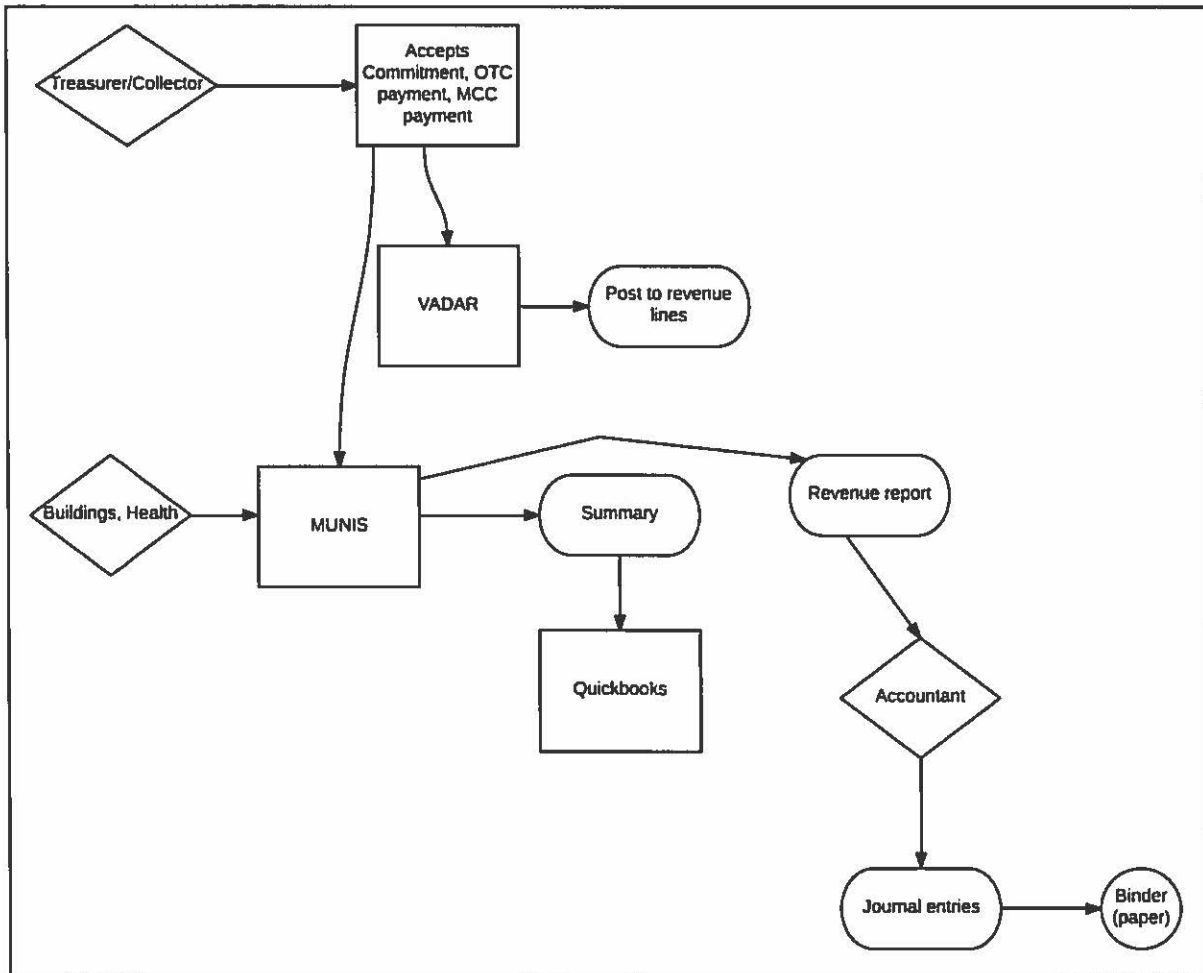 Treasurer/Collector
Accepts
Commitment, OTC
payment, MCC
payment
VADAR
Post to revenue
lines
Buildings, Health
MUNIS
Summary
Revenue report
Quickbooks
Accountant
Journal entries
Binder
(paper)